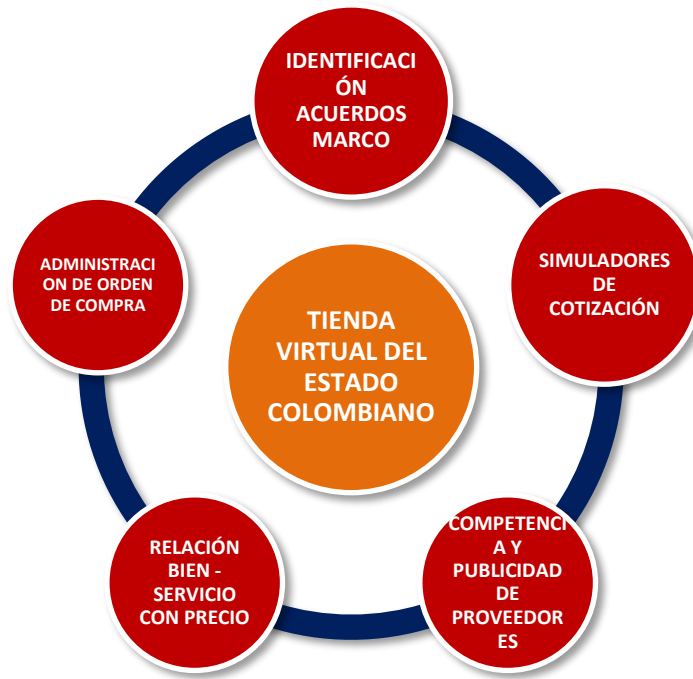 IDENTIFICACI
ÓN
ACUERDOS
MARCO
SIMULADORES
DE
COTIZACIÓN
COMPETENCI
A Y
PUBLICIDAD
DE
PROVEEDOR
ES
RELACIÓN
BIEN -
SERVICIO
CON PRECIO
ADMINISTRACI
ON DE ORDEN
DE COMPRA
TIENDA
VIRTUAL DEL
ESTADO
COLOMBIANO